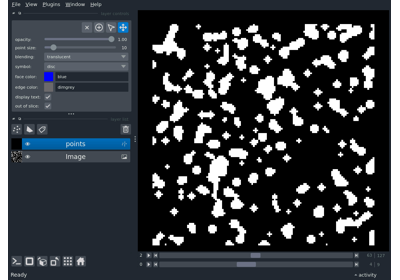 File View Plugins Window Help
opacity: 1.00
point size: 10
blending: translucent
symbol: disc
face color: blue
edge color: dimgrey
display text:
out of slice:
points
Image
Ready
activity